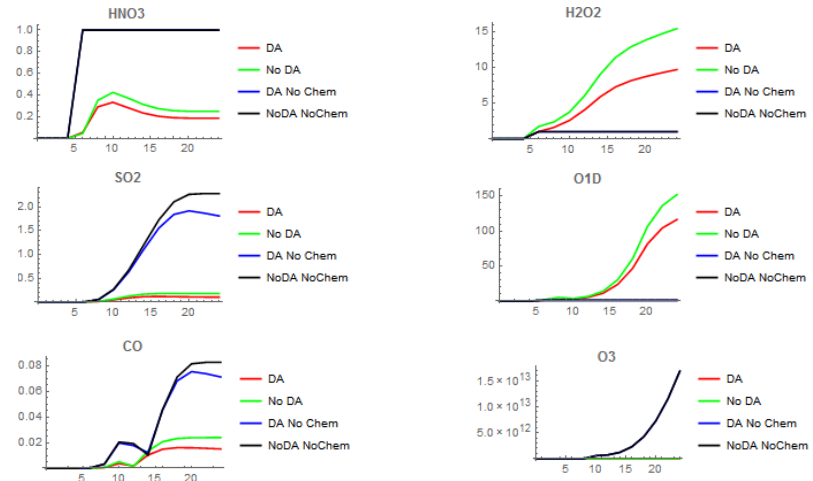 HNO3
1.0
0.8
0.6
0.4
0.2
5 10 15 20
DA
No DA
DA No Chem
NoDA NoChem
H2O2
15
10
5
5 10 15 20
DA
No DA
DA No Chem
NoDA NoChem
SO2
2.0
1.5
1.0
0.5
5 10 15 20
DA
No DA
DA No Chem
NoDA NoChem
O1D
150
100
50
5 10 15 20
DA
No DA
DA No Chem
NoDA NoChem
CO
0.08
0.06
0.04
0.02
5 10 15 20
DA
No DA
DA No Chem
NoDA NoChem
O3
1.5 × 10¹³
1.0 × 10¹³
5.0 × 10¹²
5 10 15 20
DA
No DA
DA No Chem
NoDA NoChem